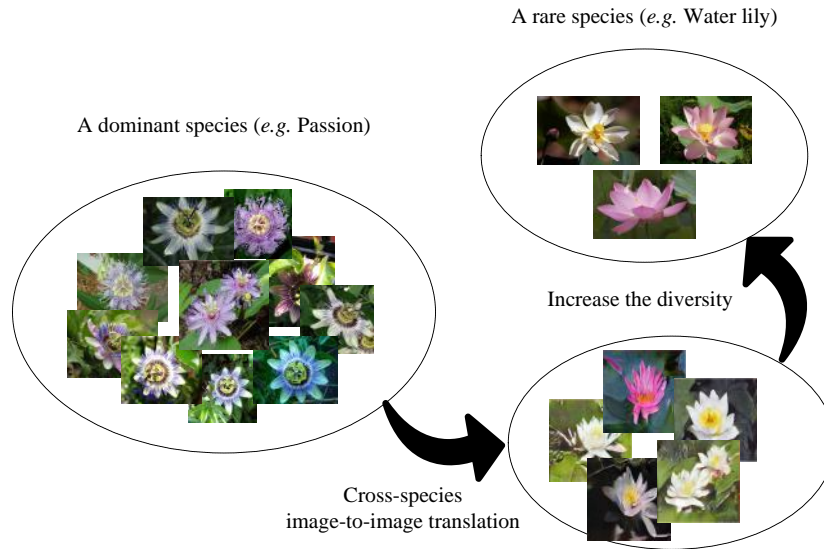 A rare species (e.g. Water lily)
A dominant species (e.g. Passion)
Increase the diversity
Cross-species
image-to-image translation